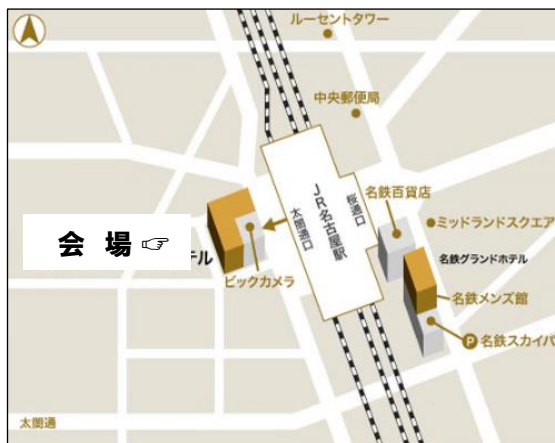 ルーセントタワー
中央郵便局
JR名古屋駅
太閤通口
桜通口
名鉄百貨店
ミッドランドスクエア
会 場 ☞
テル
ビックカメラ
名鉄グランドホテル
名鉄メンズ館
P 名鉄スカイパ
太閤通